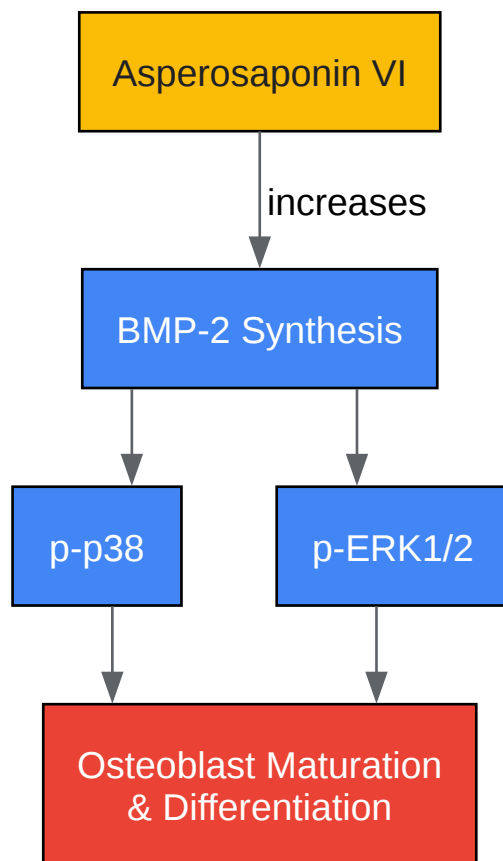 Asperosaponin VI
increases
BMP-2 Synthesis
p-p38
p-ERK1/2
Osteoblast Maturation
& Differentiation